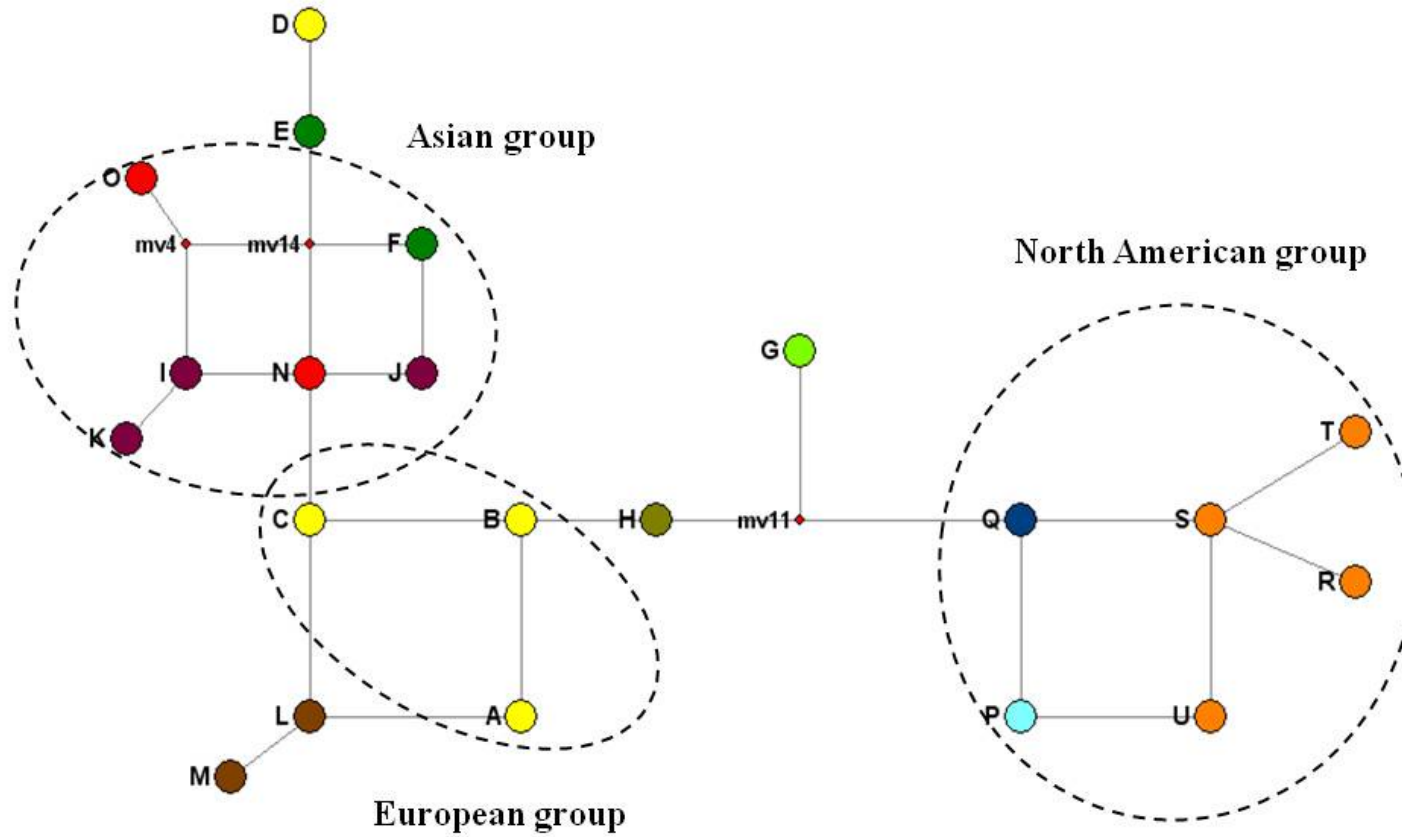 D
E
Asian group
O
mv4
mv14
F
North American group
G
I
N
J
T
K
C
B
H
mv11
Q
S
R
L
A
P
U
M
European group